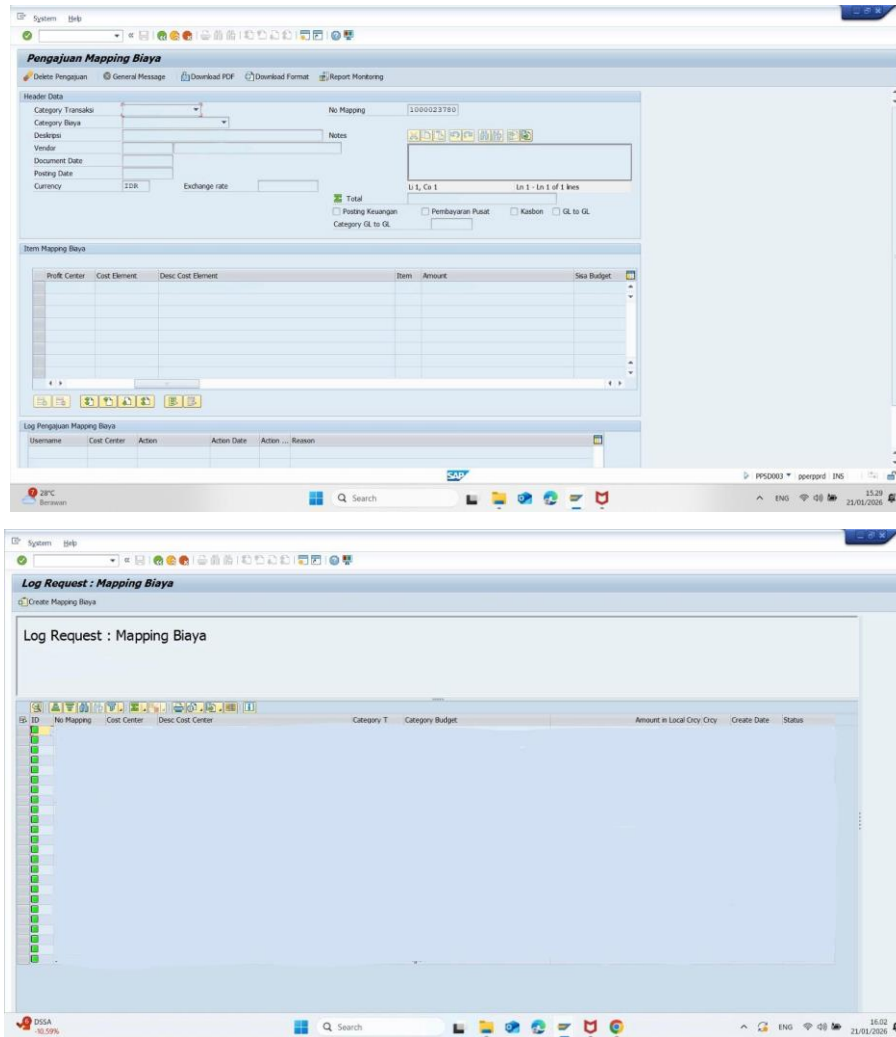 System Help
Pengajuan Mapping Biaya
Delete Pengajuan General Message Download PDF Download Format Report Monitoring
Header Data
Category Transaksi No Mapping 1000023780
Category Biaya
Deskripsi Notes
Vendor
Document Date
Posting Date
Currency IDR Exchange rate Li 1, Co 1 Ln 1 - Ln 1 of 1 lines
Total
Posting Keuangan Pembayaran Pusat Kasbon GL to GL
Category GL to GL
Item Mapping Biaya
Profit Center Cost Element Desc Cost Element Item Amount Sisa Budget
Log Pengajuan Mapping Biaya
Username Cost Center Action Action Date Action ... Reason
SAP
PPSD003 pperpprd INS
28°C
Berawan
Search
ENG
15.29
21/01/2026
System Help
Log Request : Mapping Biaya
Create Mapping Biaya
Log Request : Mapping Biaya
ID No Mapping Cost Center Desc Cost Center Category T Category Budget Amount in Local Crcy Crcy Create Date Status
DSSA
-10,59%
Search
ENG
16.02
21/01/2026